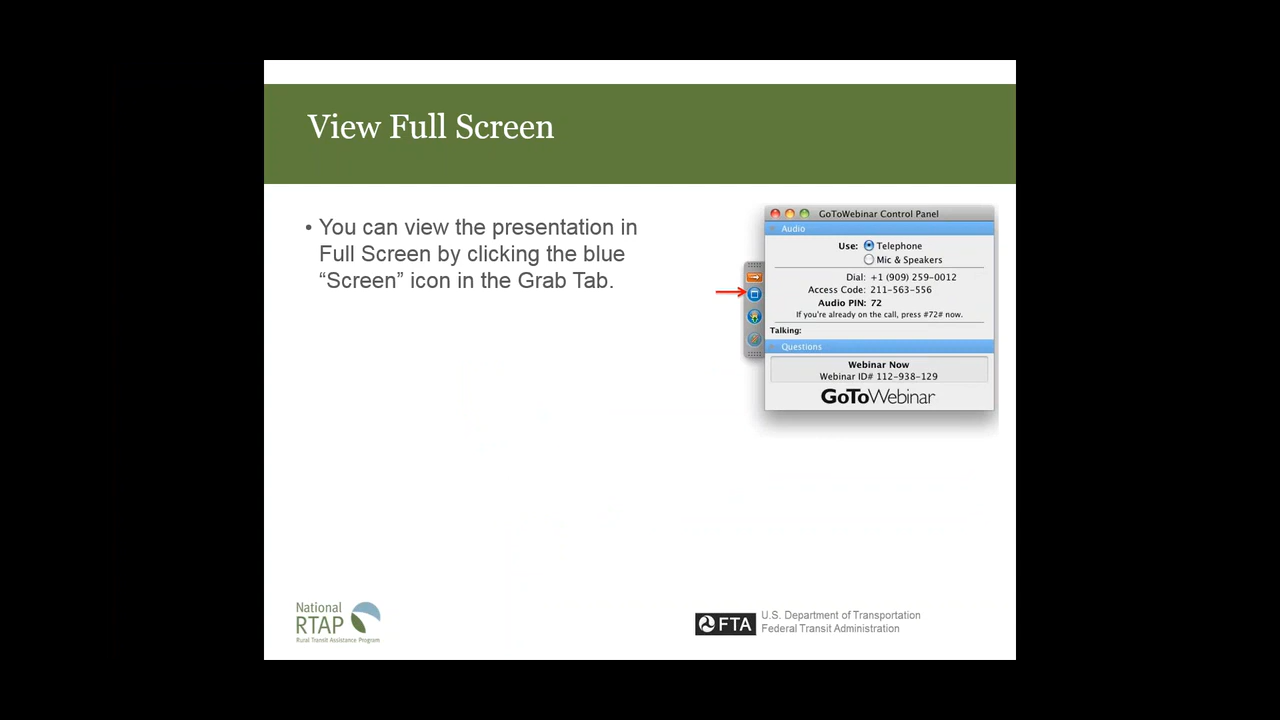 View Full Screen
• You can view the presentation in
Full Screen by clicking the blue
“Screen” icon in the Grab Tab.
GoToWebinar Control Panel
Audio
Use: Telephone
Mic & Speakers
Dial: +1 (909) 259-0012
Access Code: 211-563-556
Audio PIN: 72
If you're already on the call, press #72# now.
Talking:
Questions
Webinar Now
Webinar ID# 112-938-129
GoToWebinar
National
RTAP
Rural Transit Assistance Program
FTA
U.S. Department of Transportation
Federal Transit Administration